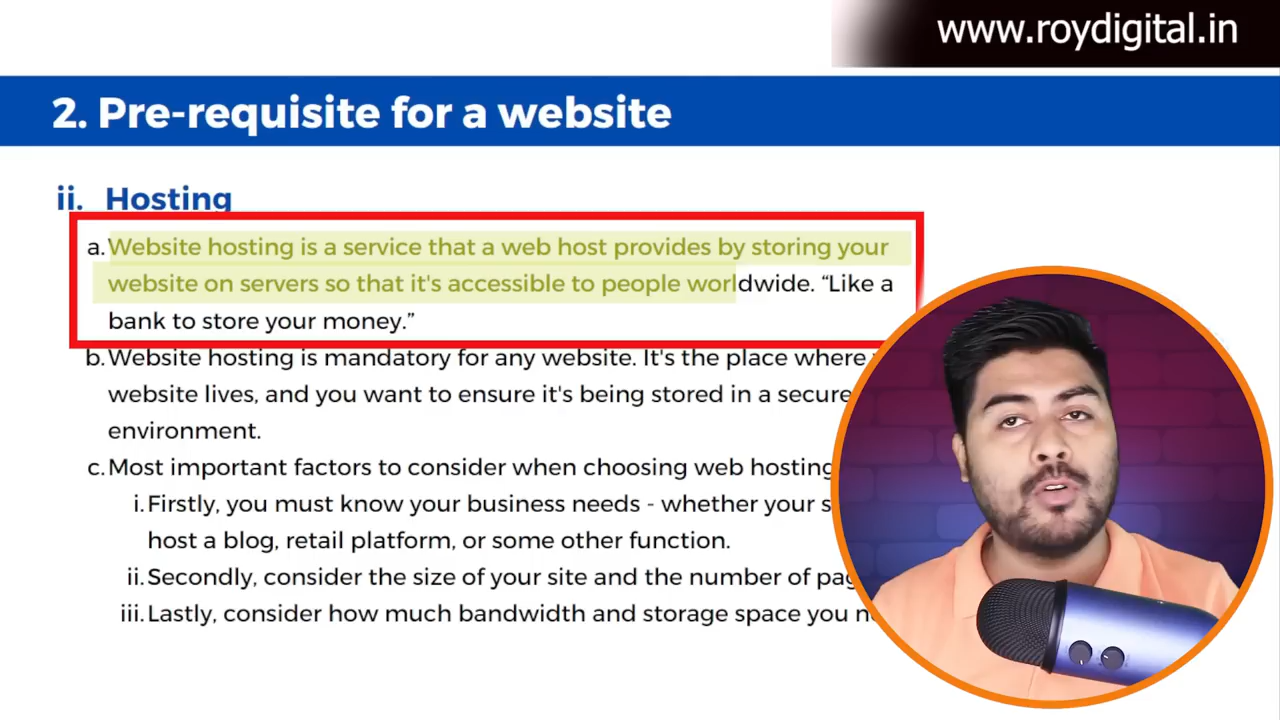 www.roydigital.in
2. Pre-requisite for a website
ii. Hosting
a. Website hosting is a service that a web host provides by storing your
website on servers so that it's accessible to people worldwide. “Like a
bank to store your money.”
b. Website hosting is mandatory for any website. It's the place where
website lives, and you want to ensure it's being stored in a secure
environment.
c. Most important factors to consider when choosing web hosting
i. Firstly, you must know your business needs - whether your
host a blog, retail platform, or some other function.
ii. Secondly, consider the size of your site and the number of
iii. Lastly, consider how much bandwidth and storage space you